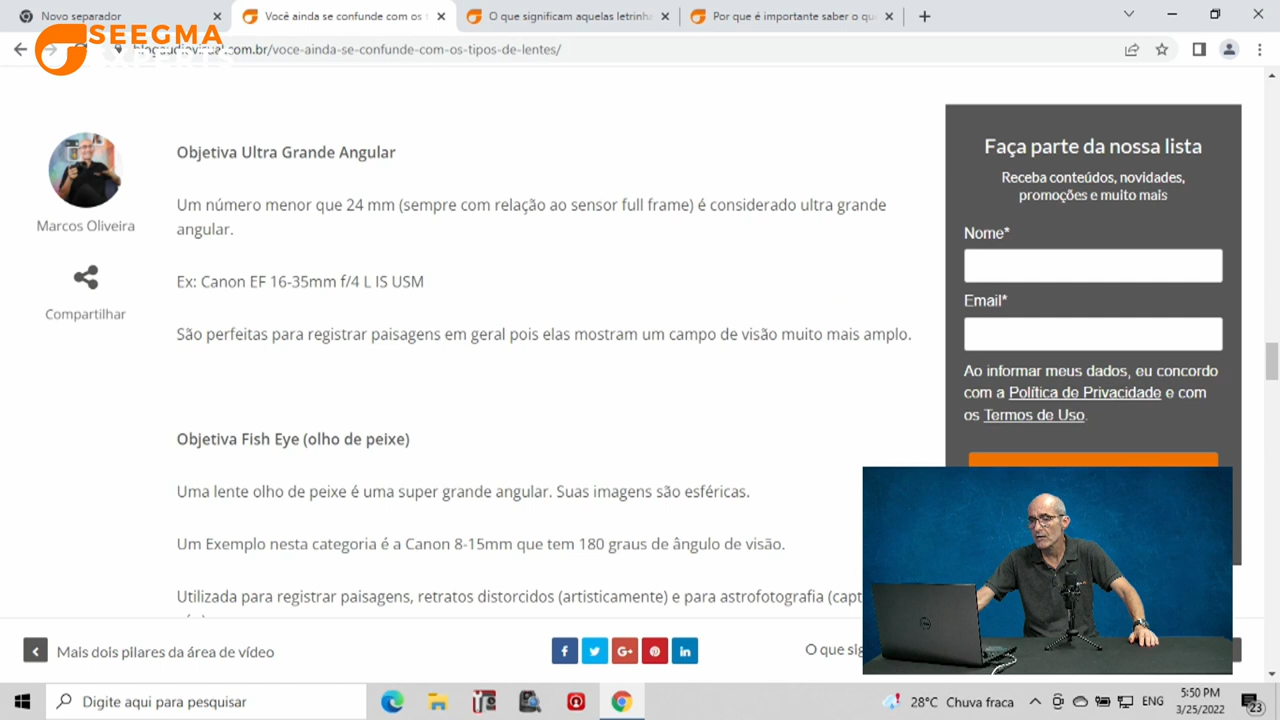 Novo separador
Você ainda se confunde com os t
O que significam aquelas letrinha
Por que é importante saber o qu
SEEGMA
XPERTS
blogaudiovisual.com.br/voce-ainda-se-confunde-com-os-tipos-de-lentes/
Marcos Oliveira
Compartilhar
Objetiva Ultra Grande Angular
Um número menor que 24 mm (sempre com relação ao sensor full frame) é considerado ultra grande
angular.
Ex: Canon EF 16-35mm f/4 L IS USM
São perfeitas para registrar paisagens em geral pois elas mostram um campo de visão muito mais amplo.
Objetiva Fish Eye (olho de peixe)
Uma lente olho de peixe é uma super grande angular. Suas imagens são esféricas.
Um Exemplo nesta categoria é a Canon 8-15mm que tem 180 graus de ângulo de visão.
Utilizada para registrar paisagens, retratos distorcidos (artisticamente) e para astrofotografia (capt
Faça parte da nossa lista
Receba conteúdos, novidades,
promoções e muito mais
Nome*
Email*
Ao informar meus dados, eu concordo
com a Política de Privacidade e com
os Termos de Uso.
Mais dois pilares da área de vídeo
O que sig
Digite aqui para pesquisar
28°C Chuva fraca
ENG
5:50 PM
3/25/2022
23